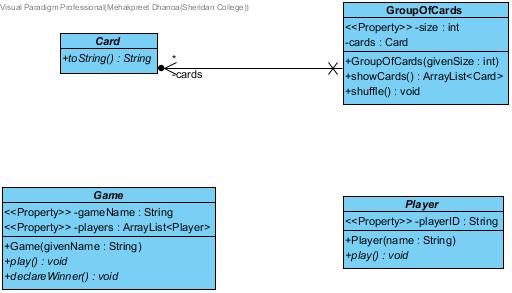 Visual Paradigm Professional(Mehakpreet Dhanoa(Sheridan College))
Card
+toString() : String
*
-cards
GroupOfCards
<<Property>> -size : int
-cards : Card
+GroupOfCards(givenSize : int)
+showCards() : ArrayList<Card>
+shuffle() : void
Game
<<Property>> -gameName : String
<<Property>> -players : ArrayList<Player>
+Game(givenName : String)
+play() : void
+declareWinner() : void
Player
<<Property>> -playerID : String
+Player(name : String)
+play() : void